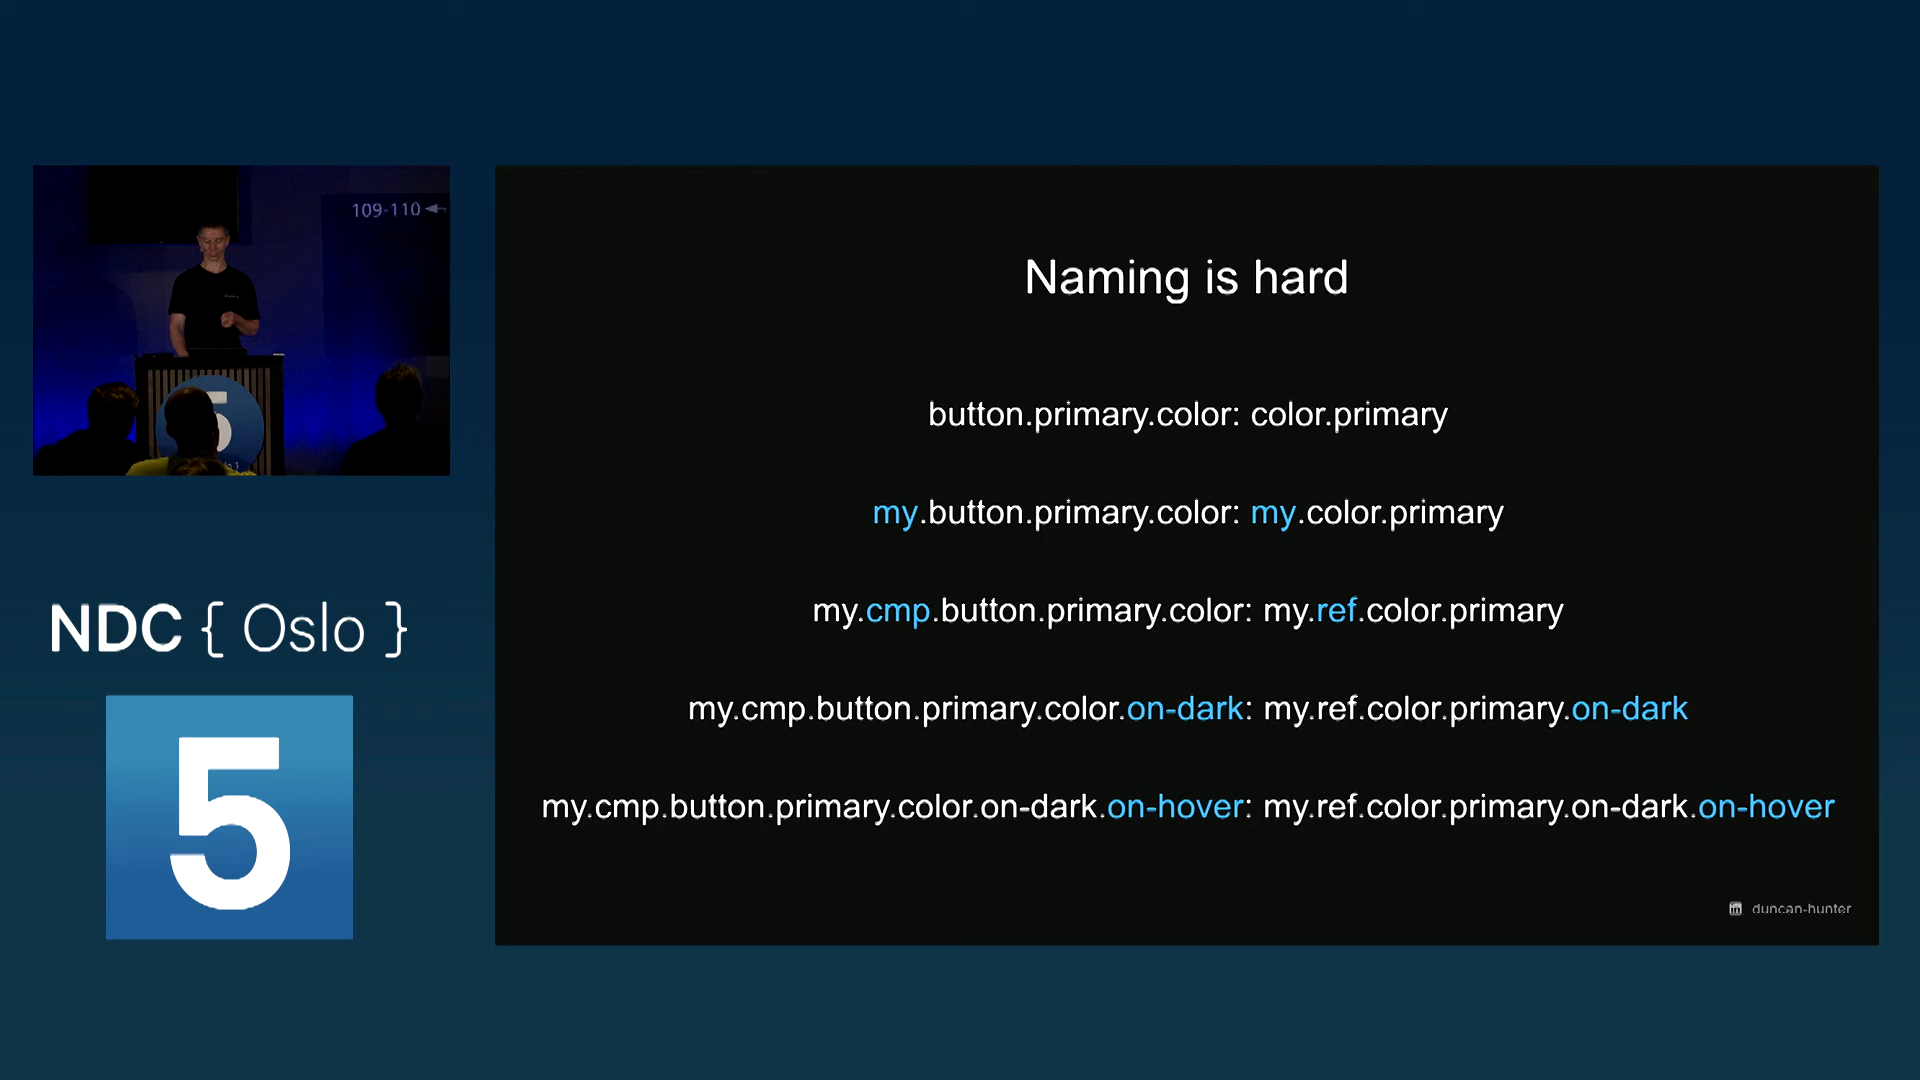 109-110
5
NDC { Oslo }
5
Naming is hard
button.primary.color: color.primary
my.button.primary.color: my.color.primary
my.cmp.button.primary.color: my.ref.color.primary
my.cmp.button.primary.color.on-dark: my.ref.color.primary.on-dark
my.cmp.button.primary.color.on-dark.on-hover: my.ref.color.primary.on-dark.on-hover
in duncan-hunter